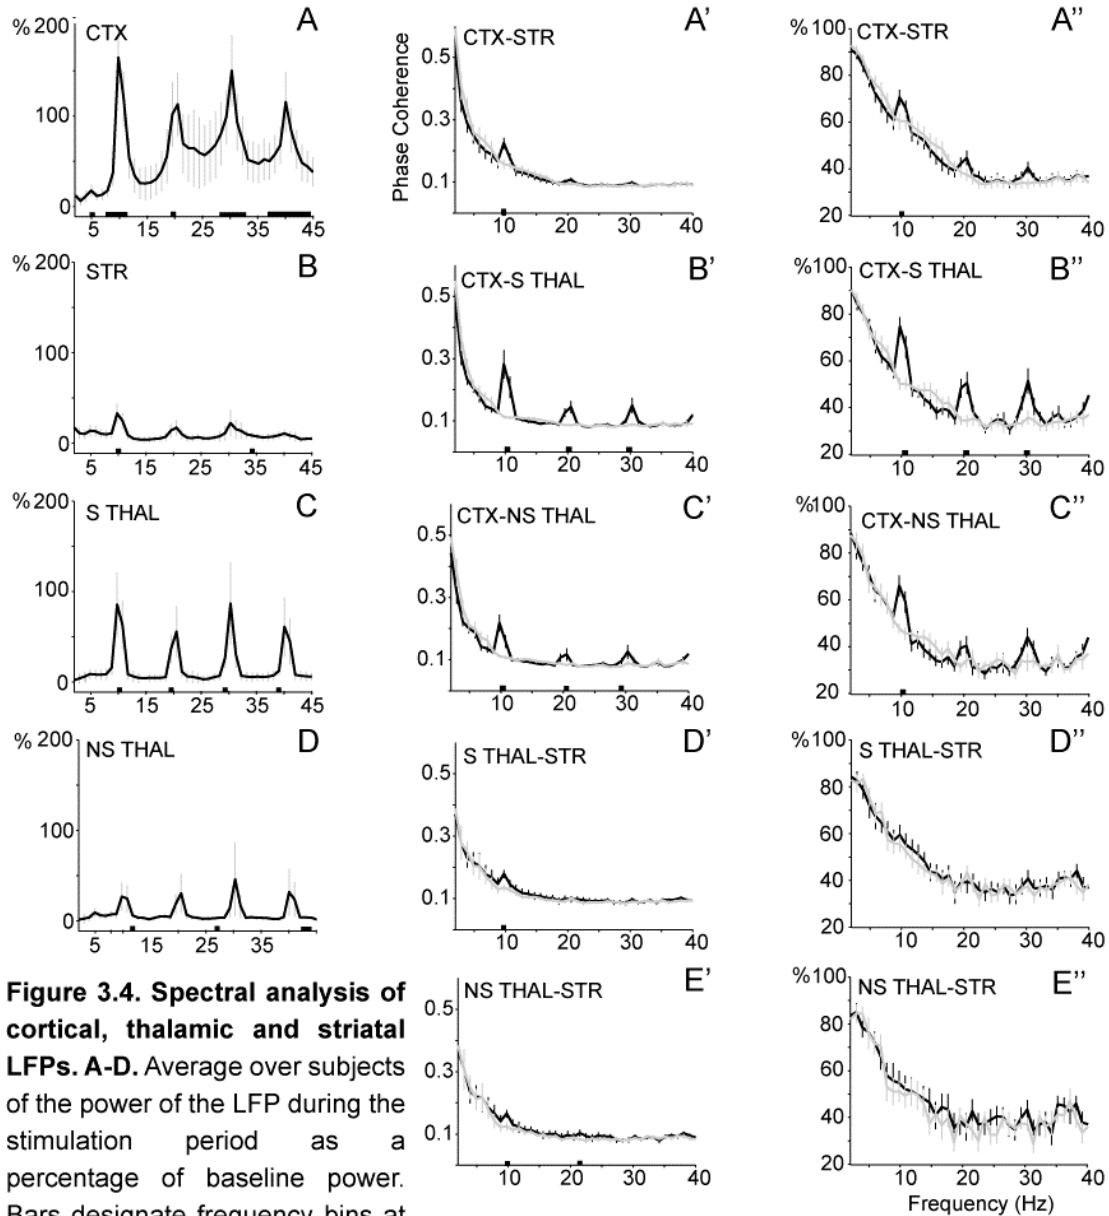 % 200
CTX
A
100
0
5 15 25 35 45
% 200
STR
B
100
0
5 15 25 35 45
% 200
S THAL
C
100
0
5 15 25 35 45
% 200
NS THAL
D
100
0
5 15 25 35
Figure 3.4. Spectral analysis of
cortical, thalamic and striatal
LFPs. A-D. Average over subjects
of the power of the LFP during the
stimulation period as a
percentage of baseline power.
Bars designate frequency bins at
CTX-STR
A’
Phase Coherence
0.5
0.3
0.1
10 20 30 40
CTX-S THAL
B’
0.5
0.3
0.1
10 20 30 40
CTX-NS THAL
C’
0.5
0.3
0.1
10 20 30 40
S THAL-STR
D’
0.5
0.3
0.1
10 20 30 40
NS THAL-STR
E’
0.5
0.3
0.1
10 20 30 40
% 100
CTX-STR
A’’
80
60
40
20
10 20 30 40
%100
CTX-S THAL
B’’
80
60
40
20
10 20 30 40
%100
CTX-NS THAL
C’’
80
60
40
20
10 20 30 40
%100
S THAL-STR
D’’
80
60
40
20
10 20 30 40
%100
NS THAL-STR
E’’
80
60
40
20
10 20 30 40
Frequency (Hz)